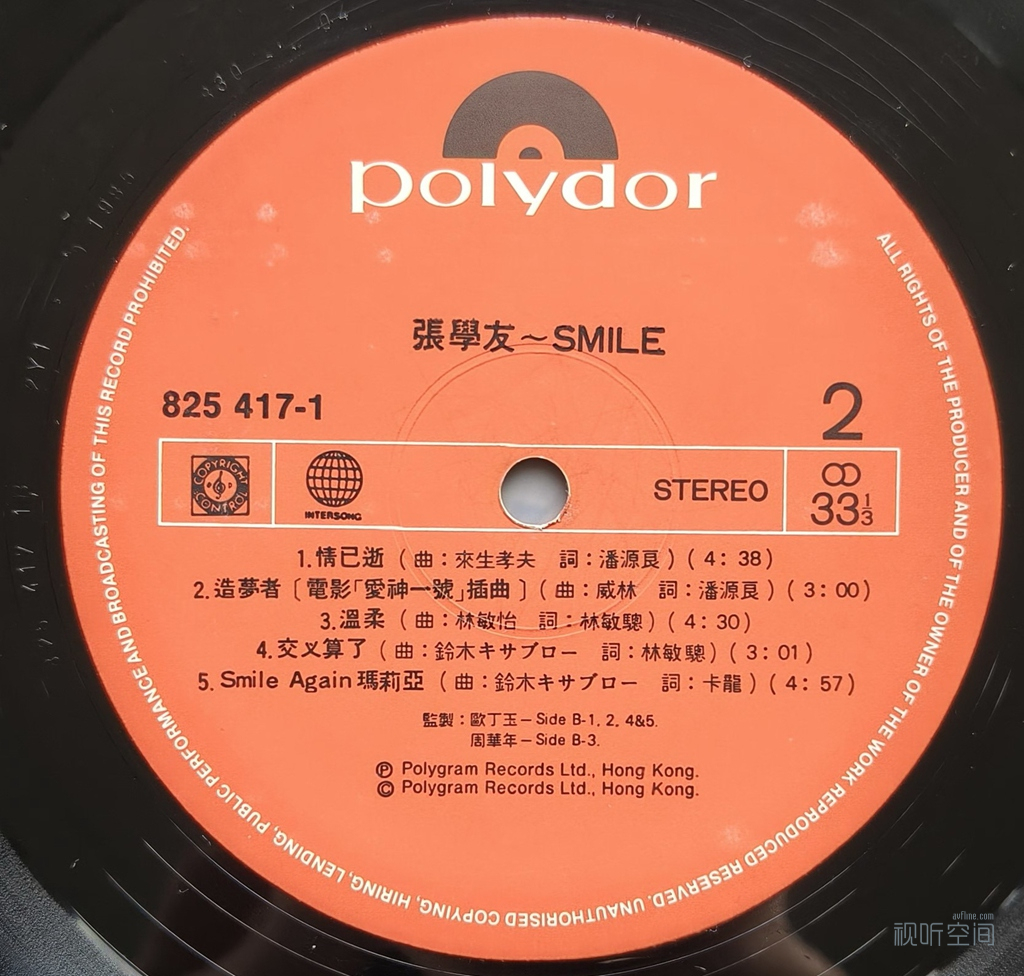 polydor
張學友～SMILE
825 417-1
2
COPYRIGHT CONTROL
INTERSONG
STEREO
33 1/3
1.情已逝(曲：來生孝夫 詞：潘源良)(4：38)
2.造夢者〔電影「愛神一號」插曲〕(曲：威林 詞：潘源良)(3：00)
3.溫柔(曲：林敏怡 詞：林敏驄)(4：30)
4.交叉算了(曲：鈴木キサブロー 詞：林敏驄)(3：01)
5.Smile Again 瑪莉亞(曲：鈴木キサブロー 詞：卡龍)(4：57)
監製：歐丁玉－Side B-1, 2, 4&5.
周華年－Side B-3.
Ⓟ Polygram Records Ltd., Hong Kong.
© Polygram Records Ltd., Hong Kong.
ALL RIGHTS OF THE PRODUCER AND OF THE OWNER OF THE WORK REPRODUCED RESERVED. UNAUTHORISED COPYING, HIRING, LENDING, PUBLIC PERFORMANCE AND BROADCASTING OF THIS RECORD PROHIBITED.
avfline.com
视听空间